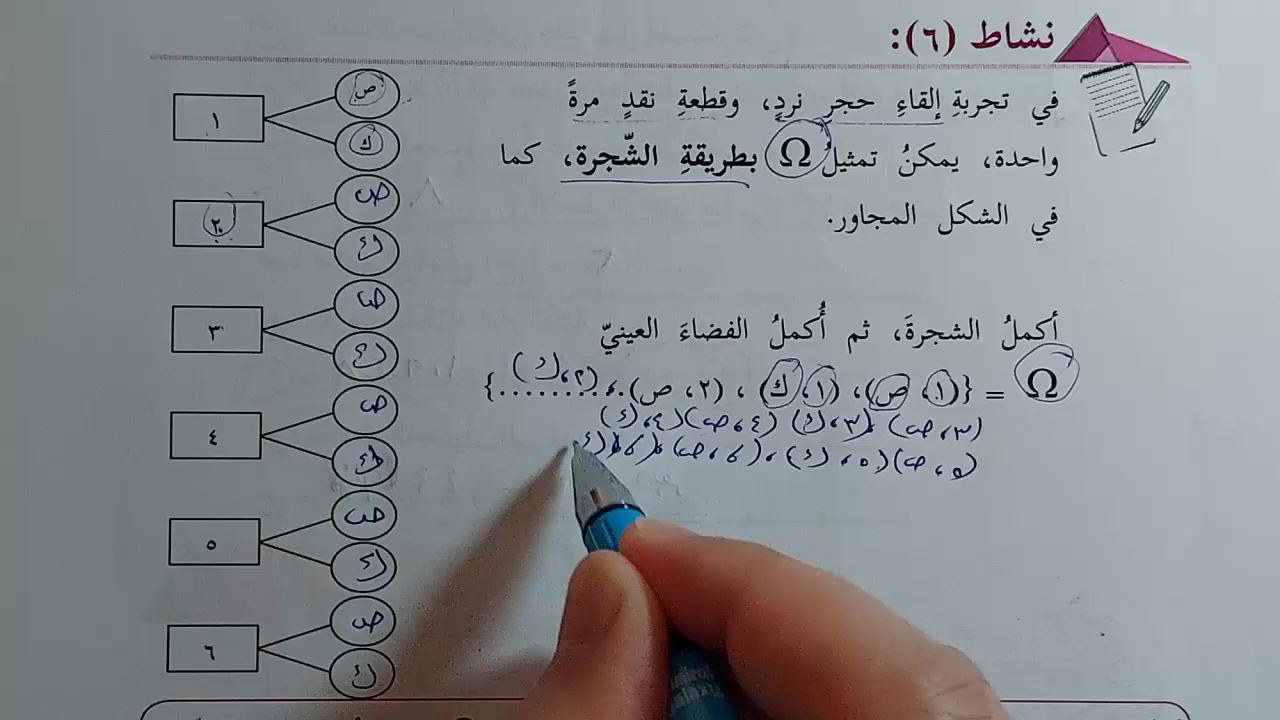 نشاط (٦):
في تجربةِ إلقاءِ حجرِ نردٍ، وقطعةِ نقدٍ مرةً
واحدة، يمكنُ تمثيلُ Ω بطريقةِ الشّجرة، كما
في الشكل المجاور.
أكملُ الشجرةَ، ثم أُكملُ الفضاءَ العينيّ
Ω = {(١، ص)، (١، ك)، (٢، ص)، (٢، ك)..........}
(٣، ص)، (٣، ك) (٤، ص) (٤، ك)
(٥، ص) (٥، ك)، (٦، ص)، (٦، ك)
١
ص
ك
٢
ص
ك
٣
ص
ك
٤
ص
ك
٥
ص
ك
٦
ص
ك